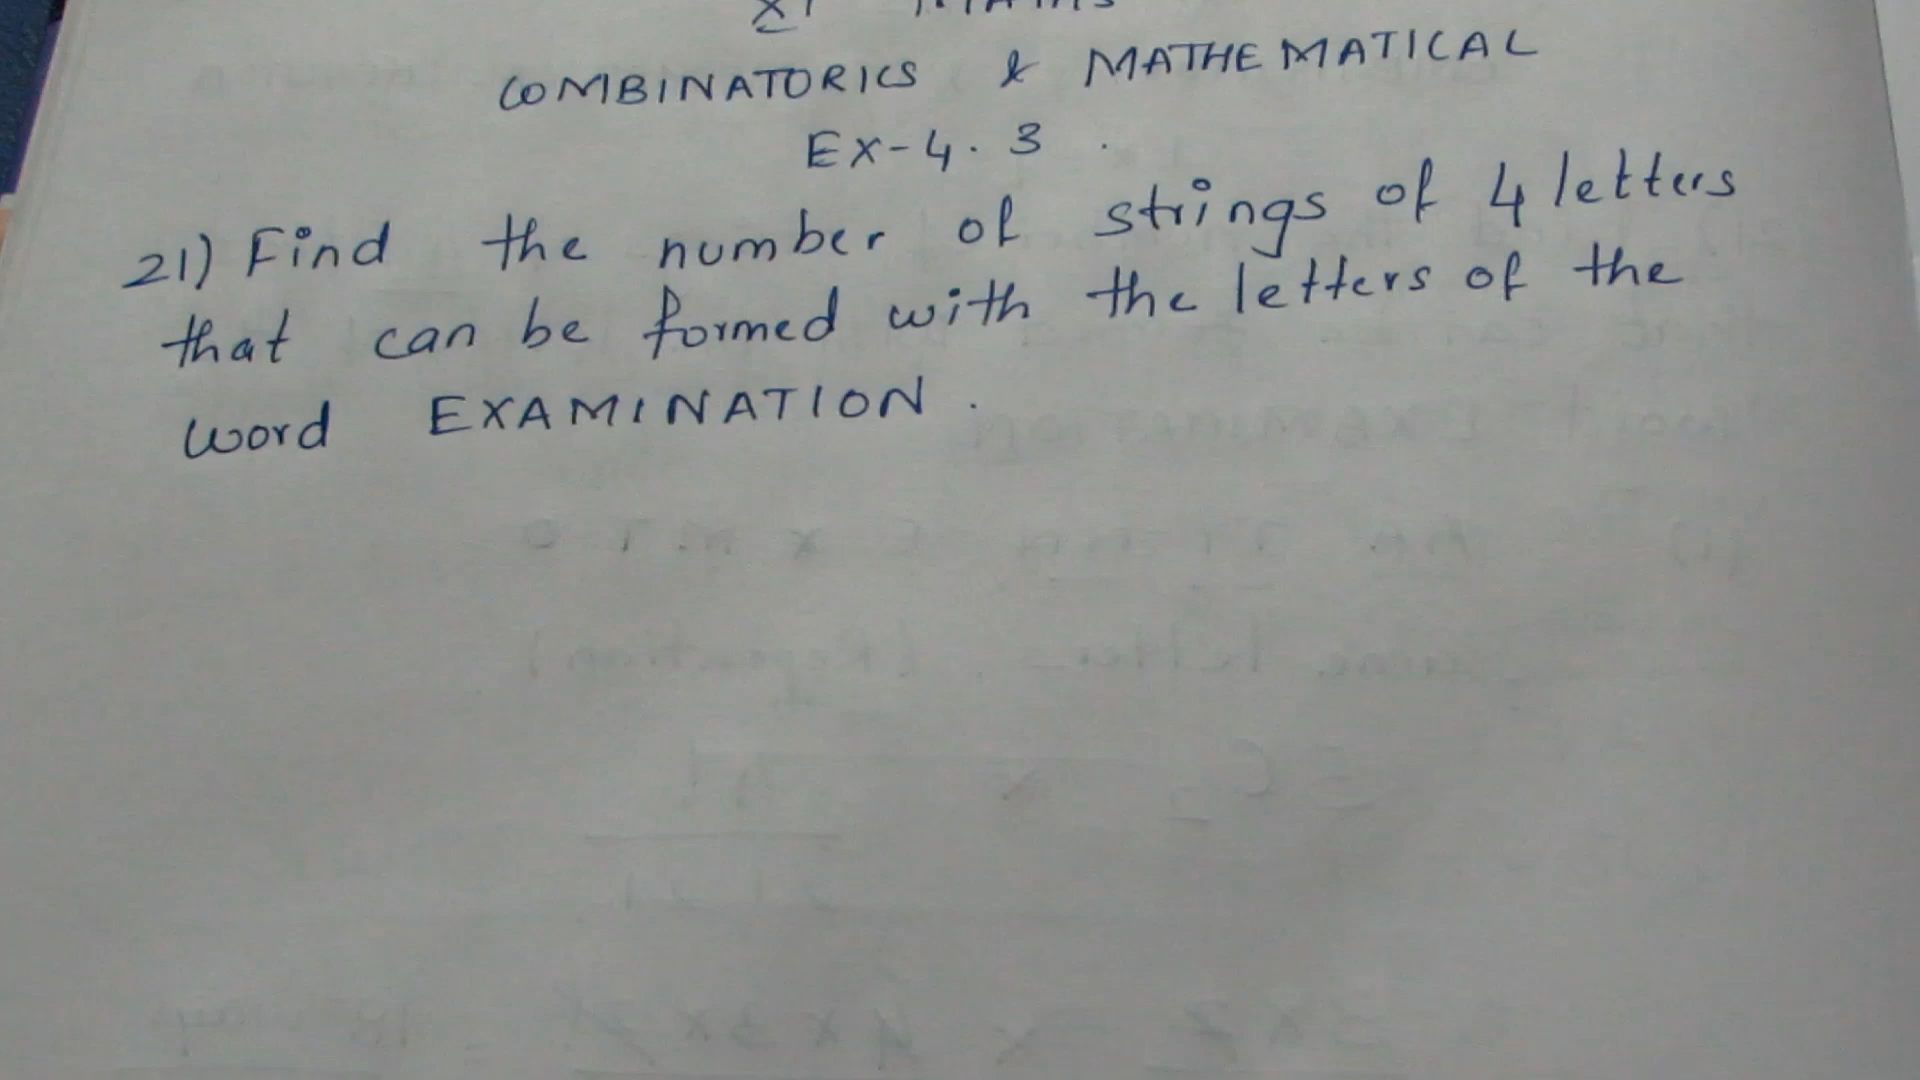 COMBINATORICS & MATHEMATICAL
EX-4.3.
21) Find the number of strings of 4 letters
that can be formed with the letters of the
word EXAMINATION.